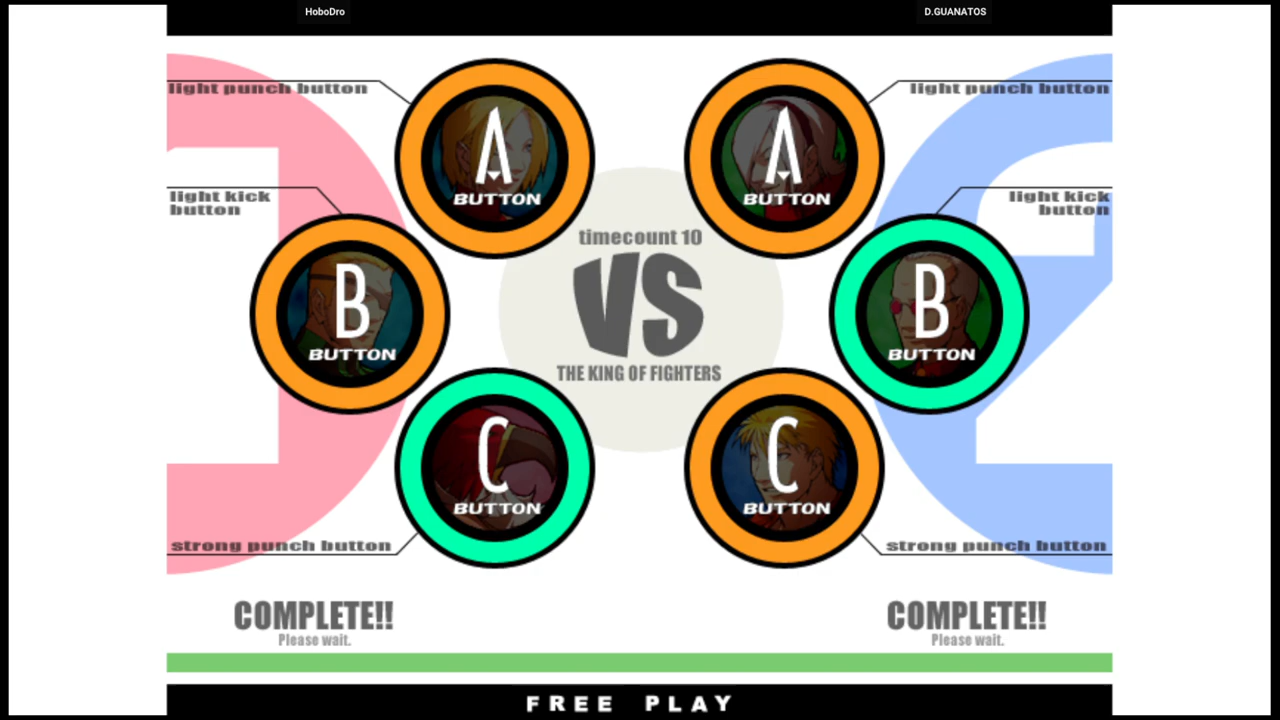 HoboDro
D.GUANATOS
light punch button
light punch button
A
BUTTON
A
BUTTON
light kick
button
light kick
button
timecount 10
VS
THE KING OF FIGHTERS
B
BUTTON
B
BUTTON
C
BUTTON
C
BUTTON
strong punch button
strong punch button
COMPLETE!!
Please wait.
COMPLETE!!
Please wait.
FREE PLAY